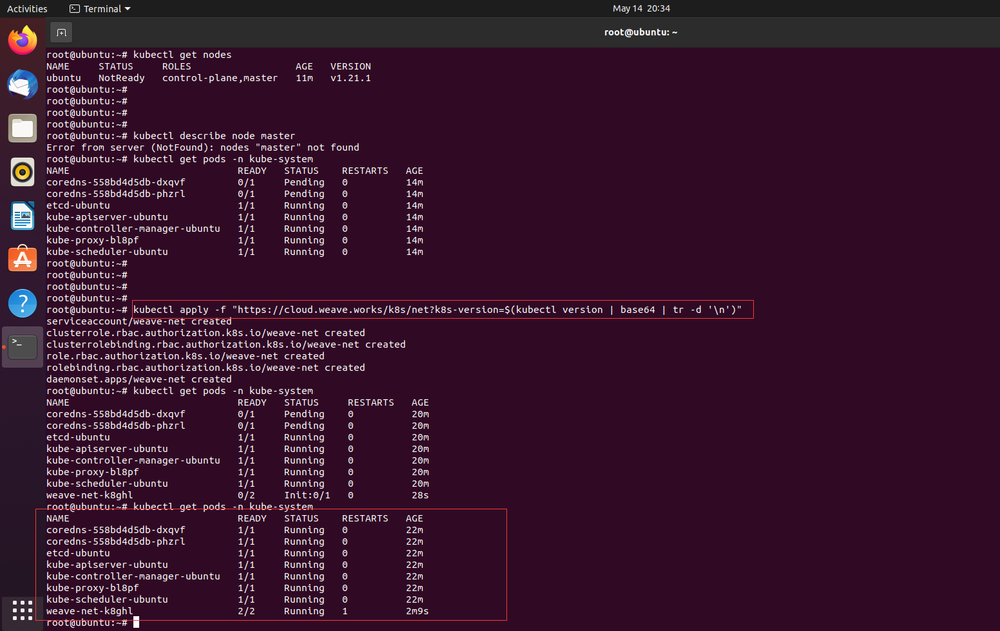 Activities
Terminal
May 14 20:34
root@ubuntu: ~
root@ubuntu:~# kubectl get nodes
NAME     STATUS     ROLES                  AGE   VERSION
ubuntu   NotReady   control-plane,master   11m   v1.21.1
root@ubuntu:~#
root@ubuntu:~#
root@ubuntu:~#
root@ubuntu:~#
root@ubuntu:~# kubectl describe node master
Error from server (NotFound): nodes "master" not found
root@ubuntu:~# kubectl get pods -n kube-system
NAME                             READY   STATUS    RESTARTS   AGE
coredns-558bd4d5db-dxqvf         0/1     Pending   0          14m
coredns-558bd4d5db-phzrl         0/1     Pending   0          14m
etcd-ubuntu                      1/1     Running   0          14m
kube-apiserver-ubuntu            1/1     Running   0          14m
kube-controller-manager-ubuntu   1/1     Running   0          14m
kube-proxy-bl8pf                 1/1     Running   0          14m
kube-scheduler-ubuntu            1/1     Running   0          14m
root@ubuntu:~#
root@ubuntu:~#
root@ubuntu:~#
root@ubuntu:~#
root@ubuntu:~# kubectl apply -f "https://cloud.weave.works/k8s/net?k8s-version=$(kubectl version | base64 | tr -d '\n')"
serviceaccount/weave-net created
clusterrole.rbac.authorization.k8s.io/weave-net created
clusterrolebinding.rbac.authorization.k8s.io/weave-net created
role.rbac.authorization.k8s.io/weave-net created
rolebinding.rbac.authorization.k8s.io/weave-net created
daemonset.apps/weave-net created
root@ubuntu:~# kubectl get pods -n kube-system
NAME                             READY   STATUS     RESTARTS   AGE
coredns-558bd4d5db-dxqvf         0/1     Pending    0          20m
coredns-558bd4d5db-phzrl         0/1     Pending    0          20m
etcd-ubuntu                      1/1     Running    0          20m
kube-apiserver-ubuntu            1/1     Running    0          20m
kube-controller-manager-ubuntu   1/1     Running    0          20m
kube-proxy-bl8pf                 1/1     Running    0          20m
kube-scheduler-ubuntu            1/1     Running    0          20m
weave-net-k8ghl                  0/2     Init:0/1   0          28s
root@ubuntu:~# kubectl get pods -n kube-system
NAME                             READY   STATUS    RESTARTS   AGE
coredns-558bd4d5db-dxqvf         1/1     Running   0          22m
coredns-558bd4d5db-phzrl         1/1     Running   0          22m
etcd-ubuntu                      1/1     Running   0          22m
kube-apiserver-ubuntu            1/1     Running   0          22m
kube-controller-manager-ubuntu   1/1     Running   0          22m
kube-proxy-bl8pf                 1/1     Running   0          22m
kube-scheduler-ubuntu            1/1     Running   0          22m
weave-net-k8ghl                  2/2     Running   1          2m9s
root@ubuntu:~#